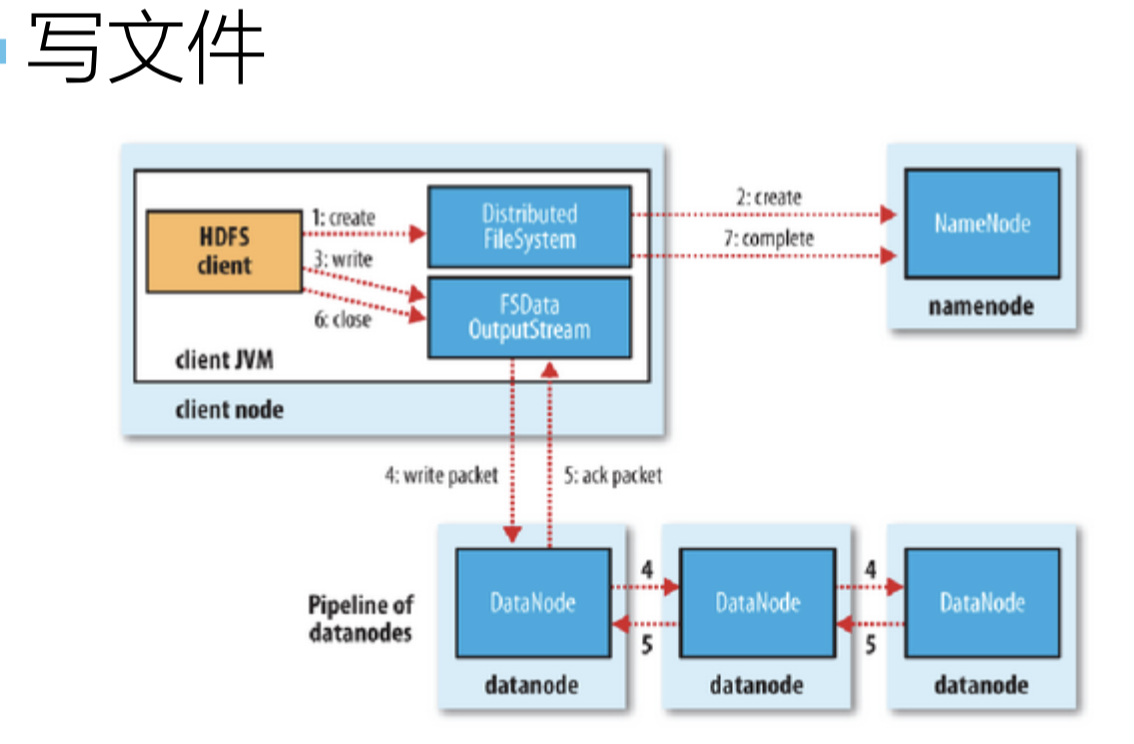 写文件
HDFS
client
1: create
3: write
6: close
Distributed
FileSystem
FSData
OutputStream
client JVM
client node
2: create
7: complete
NameNode
namenode
4: write packet
5: ack packet
Pipeline of
datanodes
DataNode
datanode
4
5
DataNode
datanode
4
5
DataNode
datanode